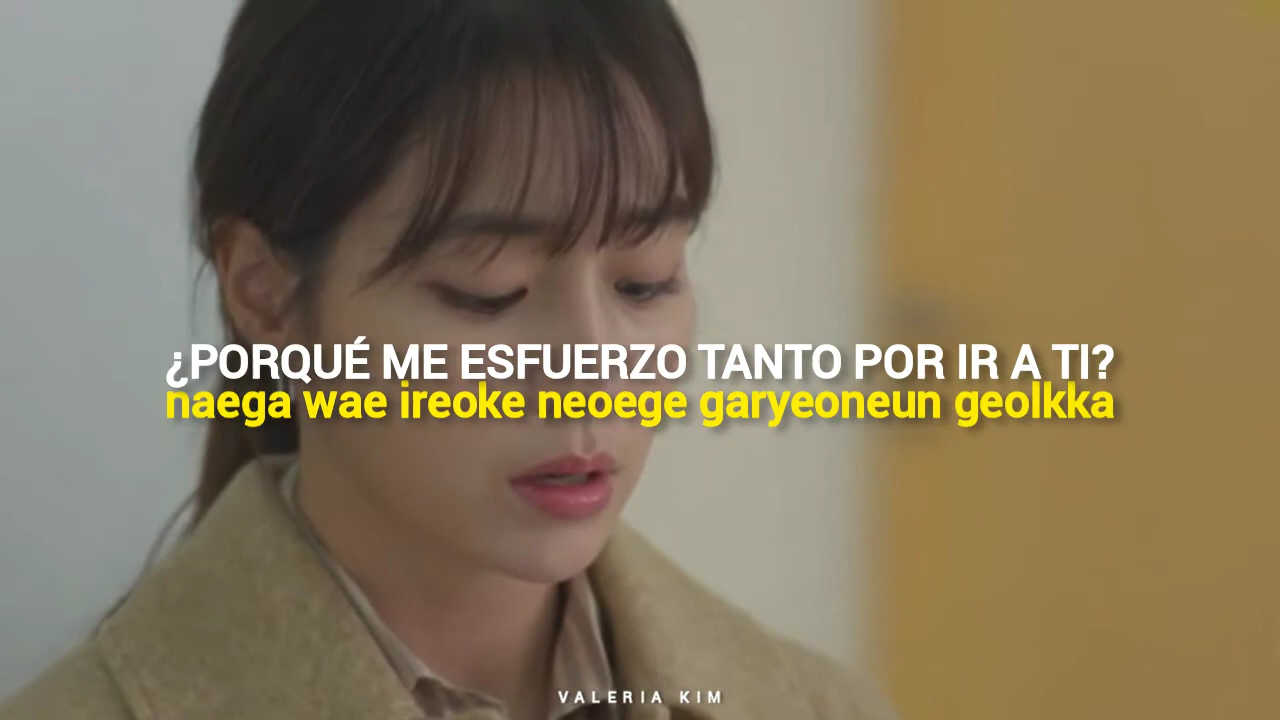 ¿PORQUÉ ME ESFUERZO TANTO POR IR A TI?
naega wae ireoke neoege garyeoneun geolkka
VALERIA KIM